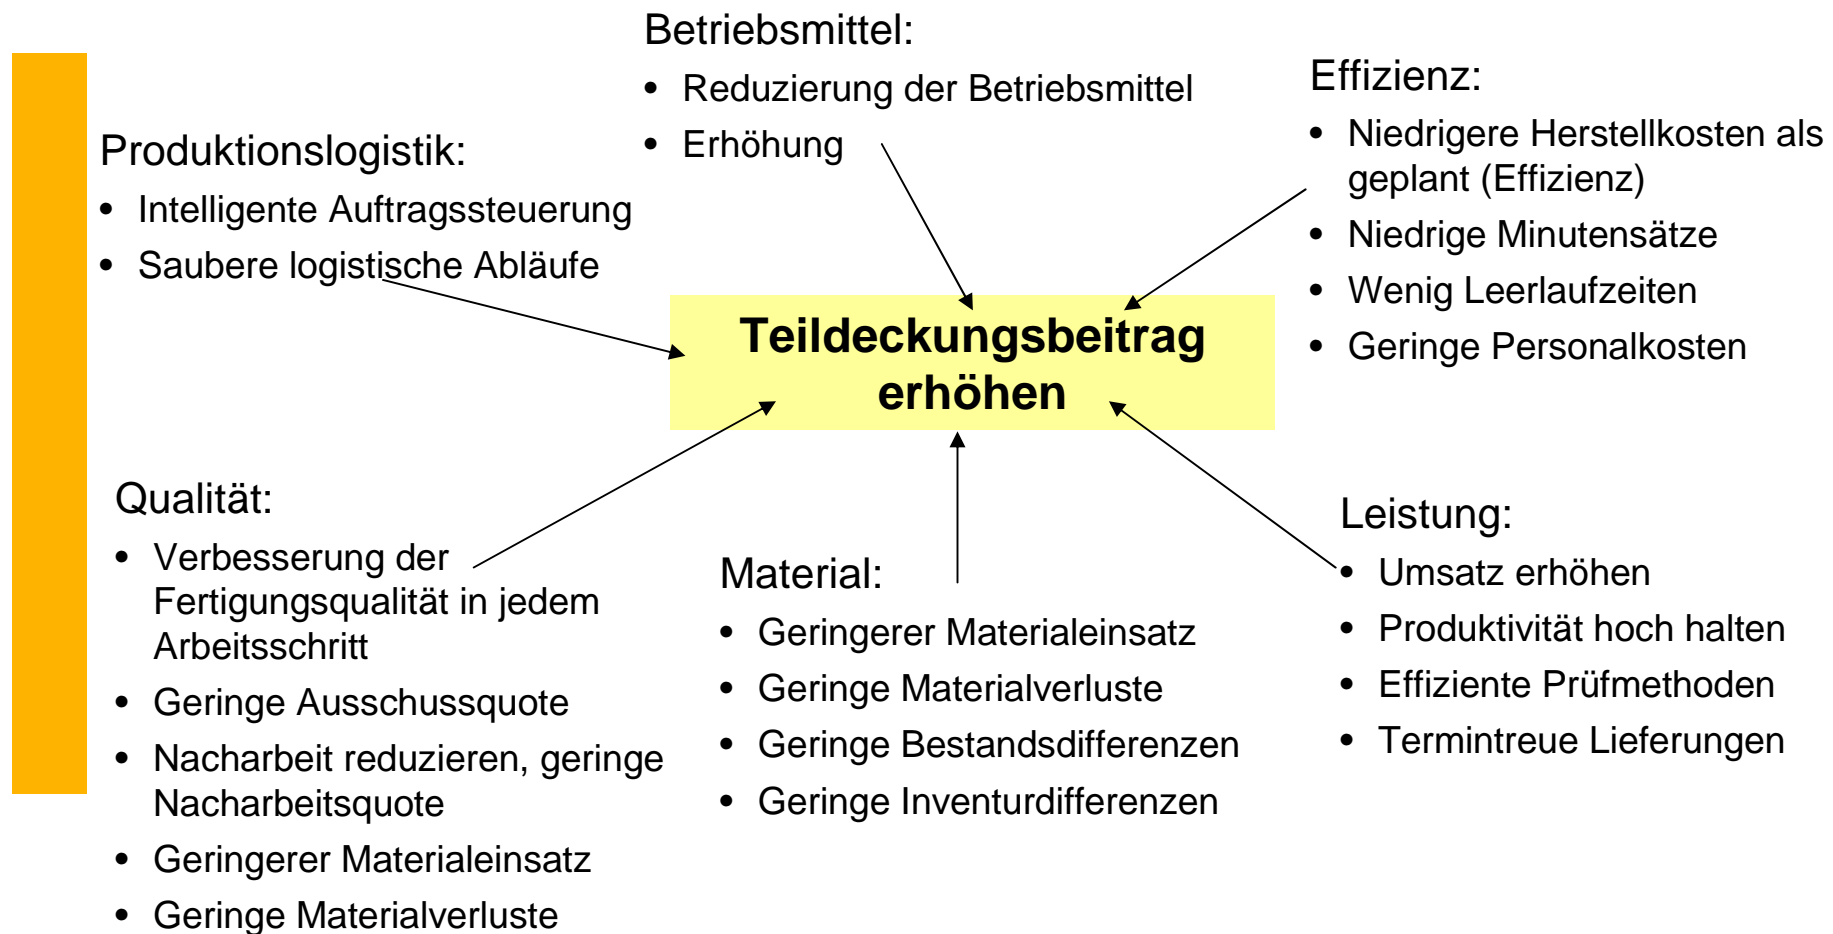 Betriebsmittel:
• Reduzierung der Betriebsmittel
• Erhöhung
Effizienz:
• Niedrigere Herstellkosten als
geplant (Effizienz)
• Niedrige Minutensätze
• Wenig Leerlaufzeiten
• Geringe Personalkosten
Produktionslogistik:
• Intelligente Auftragssteuerung
• Saubere logistische Abläufe
Teildeckungsbeitrag
erhöhen
Qualität:
• Verbesserung der
Fertigungsqualität in jedem
Arbeitsschritt
• Geringe Ausschussquote
• Nacharbeit reduzieren, geringe
Nacharbeitsquote
• Geringerer Materialeinsatz
• Geringe Materialverluste
Material:
• Geringerer Materialeinsatz
• Geringe Materialverluste
• Geringe Bestandsdifferenzen
• Geringe Inventurdifferenzen
Leistung:
• Umsatz erhöhen
• Produktivität hoch halten
• Effiziente Prüfmethoden
• Termintreue Lieferungen